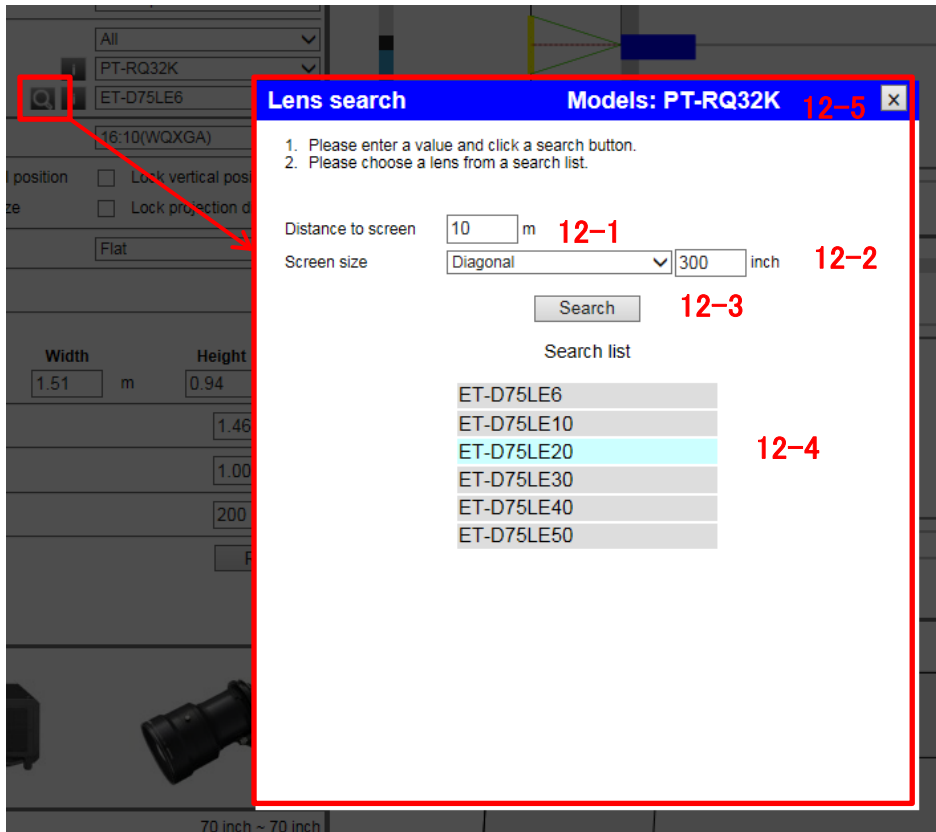 All
i PT-RQ32K
ET-D75LE6
16:10(WQXGA)
l position Lock vertical posi
ze Lock projection d
Flat
Width Height
1.51 m 0.94
1.46
1.00
200
70 inch ~ 70 inch
Lens search Models: PT-RQ32K 12-5 ×
1. Please enter a value and click a search button.
2. Please choose a lens from a search list.
Distance to screen 10 m 12-1
Screen size Diagonal 300 inch 12-2
Search 12-3
Search list
ET-D75LE6
ET-D75LE10
ET-D75LE20 12-4
ET-D75LE30
ET-D75LE40
ET-D75LE50